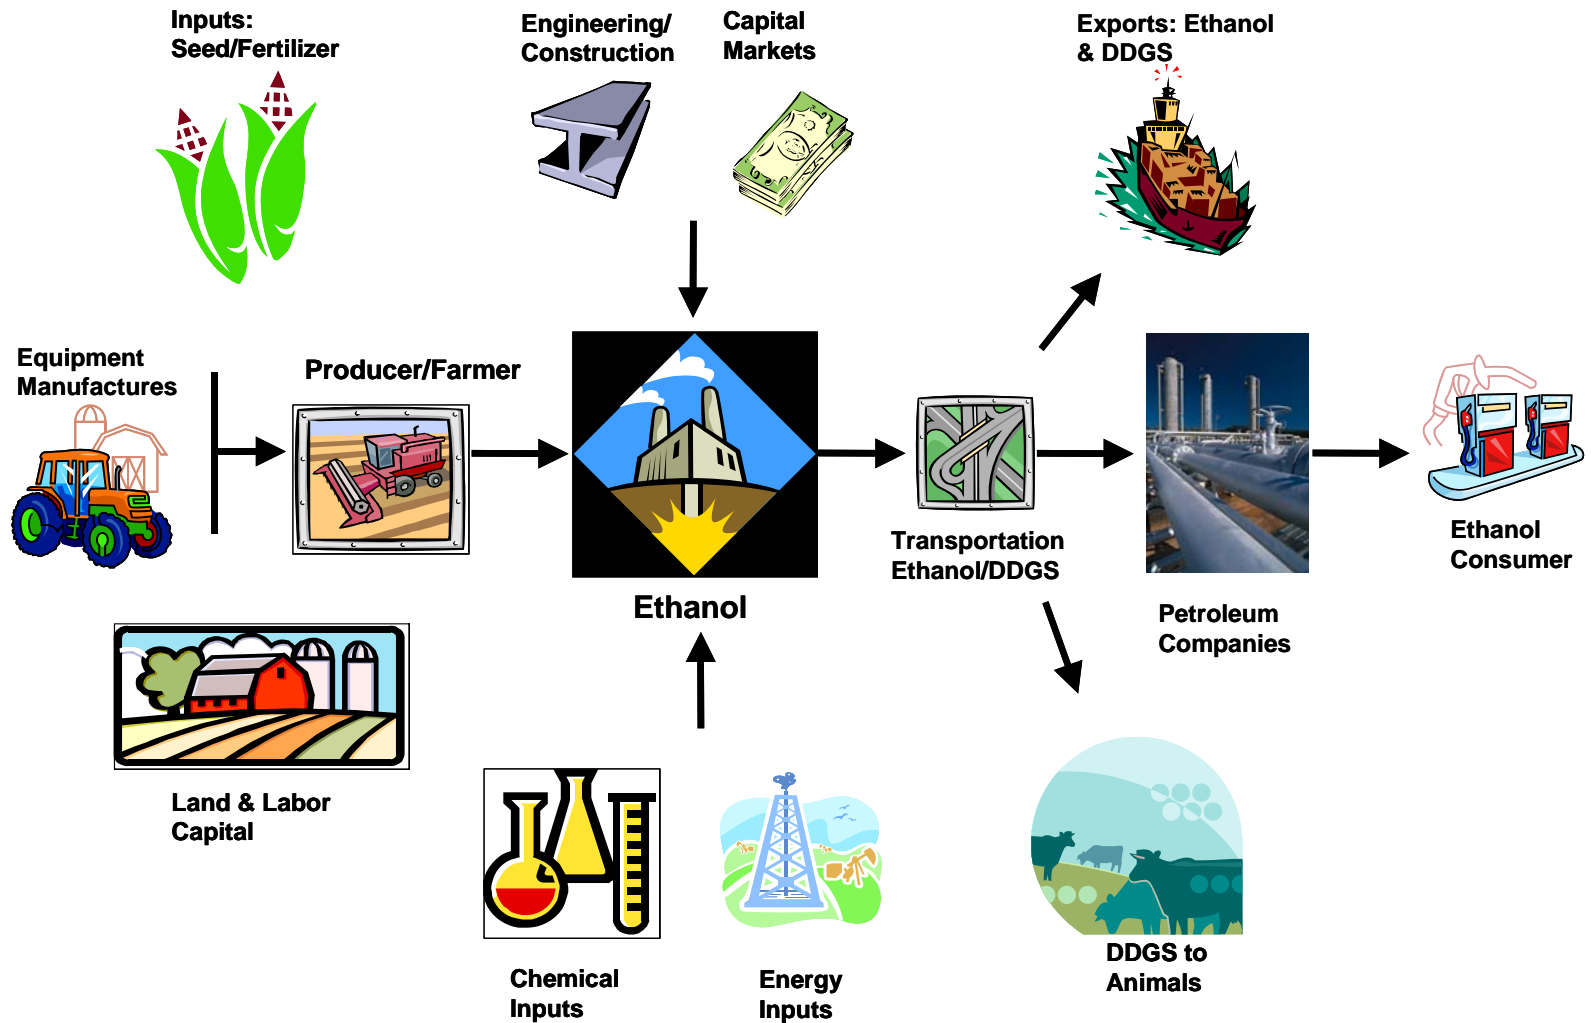 Inputs:
Seed/Fertilizer
Engineering/
Construction
Capital
Markets
Exports: Ethanol
& DDGS
Equipment
Manufactures
Producer/Farmer
Ethanol
Transportation
Ethanol/DDGS
Petroleum
Companies
Ethanol
Consumer
Land & Labor
Capital
Chemical
Inputs
Energy
Inputs
DDGS to
Animals